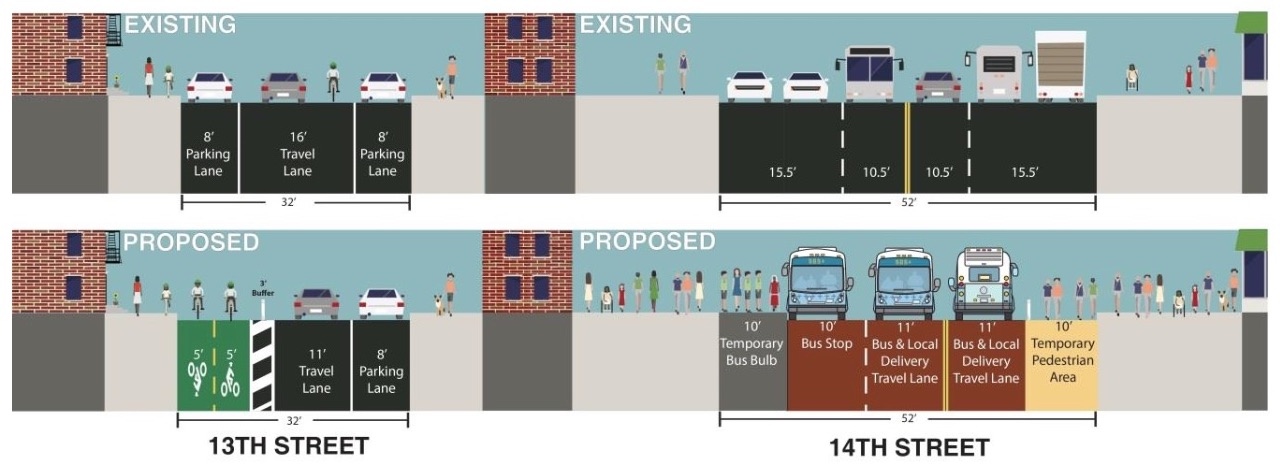 EXISTING
8'
Parking
Lane
16'
Travel
Lane
8'
Parking
Lane
32'
EXISTING
15.5'
10.5'
10.5'
15.5'
52'
PROPOSED
3'
Buffer
5'
5'
11'
Travel
Lane
8'
Parking
Lane
32'
13TH STREET
PROPOSED
10'
Temporary
Bus Bulb
10'
Bus Stop
11'
Bus & Local
Delivery
Travel Lane
11'
Bus & Local
Delivery
Travel Lane
10'
Temporary
Pedestrian
Area
52'
14TH STREET